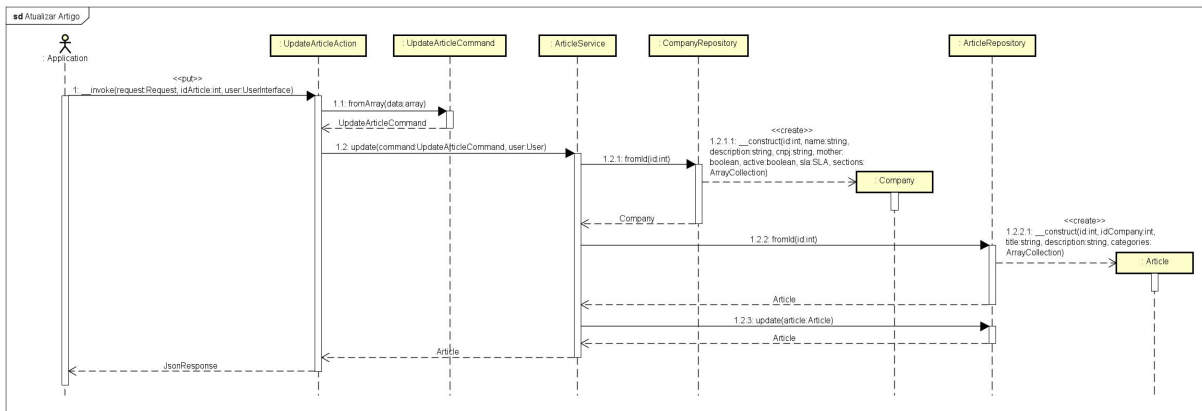 sd Atualizar Artigo
: Application
: UpdateArticleAction
: UpdateArticleCommand
: ArticleService
: CompanyRepository
: ArticleRepository
<<put>>
1: __invoke(request:Request, idArticle:int, user:UserInterface)
1.1: fromArray(data:array)
UpdateArticleCommand
1.2: update(command:UpdateArticleCommand, user:User)
1.2.1: fromId(id:int)
<<create>>
1.2.1.1: __construct(id:int, name:string,
description:string, cnpj:string, mother:
boolean, active:boolean, sla:SLA, sections:
ArrayCollection)
: Company
Company
1.2.2: fromId(id:int)
<<create>>
1.2.2.1: __construct(id:int, idCompany:int,
title:string, description:string, categories:
ArrayCollection)
: Article
Article
1.2.3: update(article:Article)
Article
Article
JsonResponse